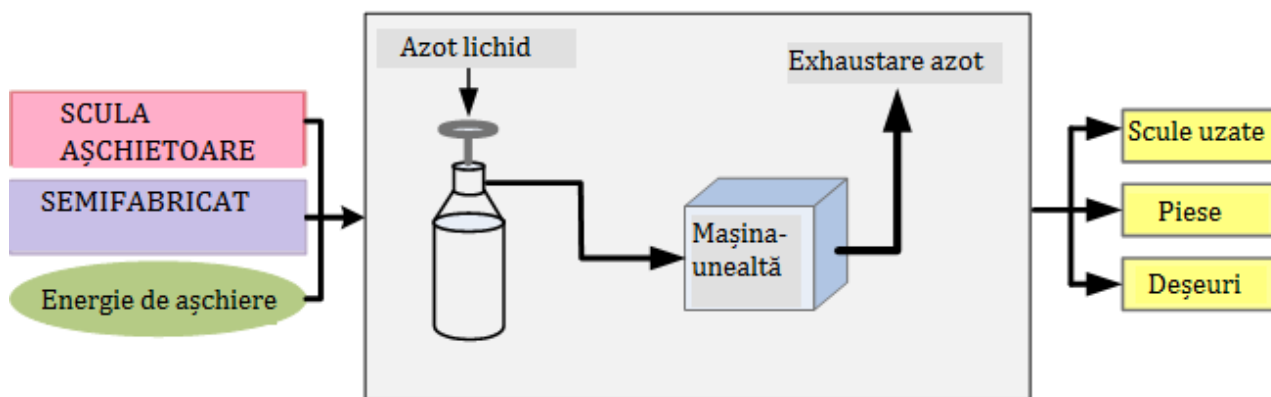 SCULA
AȘCHIETOARE
SEMIFABRICAT
Energie de așchiere
Azot lichid
Exhaustare azot
Mașina-
unealtă
Scule uzate
Piese
Deșeuri